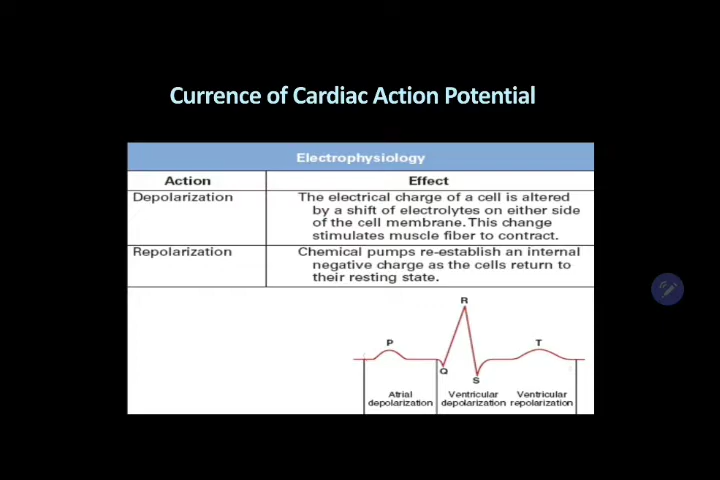 Currence of Cardiac Action Potential
Electrophysiology
Action Effect
Depolarization The electrical charge of a cell is altered
by a shift of electrolytes on either side
of the cell membrane. This change
stimulates muscle fiber to contract.
Repolarization Chemical pumps re-establish an internal
negative charge as the cells return to
their resting state.
R
P T
Q
S
Atrial Ventricular Ventricular
depolarization depolarization repolarization